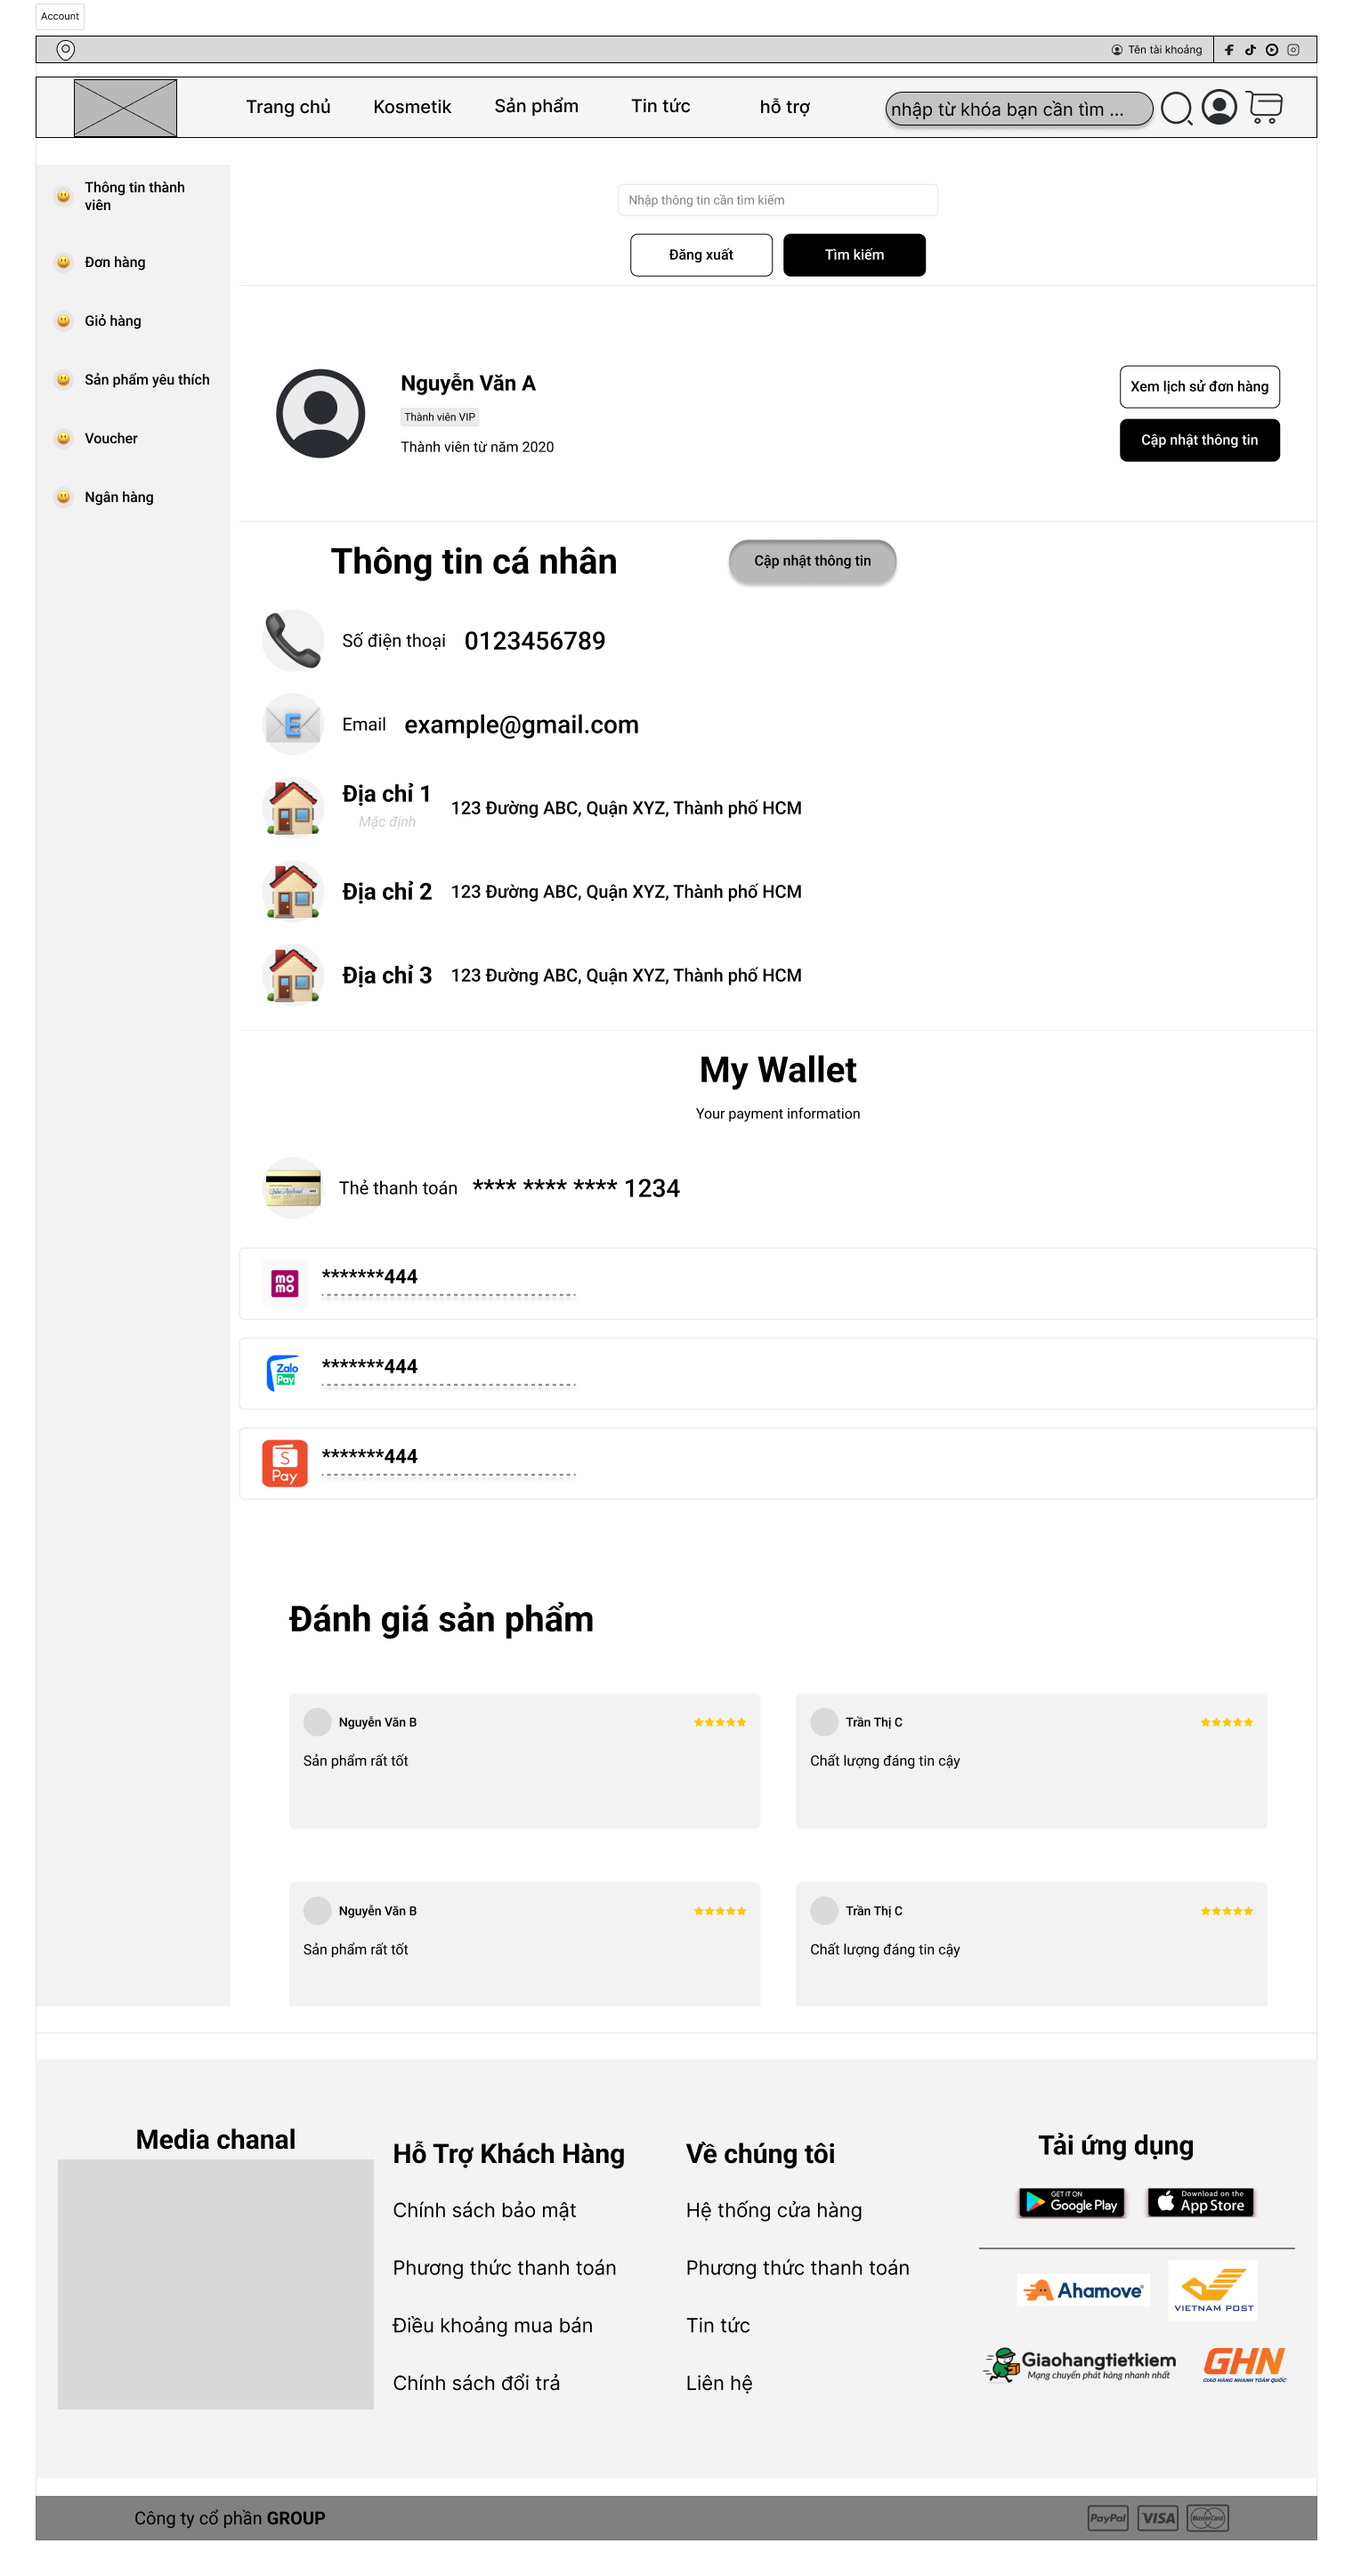 Account
Tên tài khoảng
Trang chủ
Kosmetik
Sản phẩm
Tin tức
hỗ trợ
nhập từ khóa bạn cần tìm ...
Thông tin thành
viên
Đơn hàng
Giỏ hàng
Sản phẩm yêu thích
Voucher
Ngân hàng
Nhập thông tin cần tìm kiếm
Đăng xuất
Tìm kiếm
Nguyễn Văn A
Thành viên VIP
Thành viên từ năm 2020
Xem lịch sử đơn hàng
Cập nhật thông tin
Thông tin cá nhân
Cập nhật thông tin
Số điện thoại 0123456789
E
Email example@gmail.com
Địa chỉ 1
Mặc định
123 Đường ABC, Quận XYZ, Thành phố HCM
Địa chỉ 2 123 Đường ABC, Quận XYZ, Thành phố HCM
Địa chỉ 3 123 Đường ABC, Quận XYZ, Thành phố HCM
My Wallet
Your payment information
Thẻ thanh toán **** **** **** 1234
mo
mo
*******444
Zalo
Pay
*******444
S
Pay
*******444
Đánh giá sản phẩm
Nguyễn Văn B
Sản phẩm rất tốt
Trần Thị C
Chất lượng đáng tin cậy
Nguyễn Văn B
Sản phẩm rất tốt
Trần Thị C
Chất lượng đáng tin cậy
Media chanal
Hỗ Trợ Khách Hàng
Chính sách bảo mật
Phương thức thanh toán
Điều khoảng mua bán
Chính sách đổi trả
Về chúng tôi
Hệ thống cửa hàng
Phương thức thanh toán
Tin tức
Liên hệ
Tải ứng dụng
GET IT ON
Google Play
Download on the
App Store
Ahamove
VIETNAM POST
Giaohangtietkiem
Mạng chuyển phát hàng nhanh nhất
GHN
GIAO HÀNG NHANH TOÀN QUỐC
Công ty cổ phần GROUP
PayPal
VISA
MasterCard